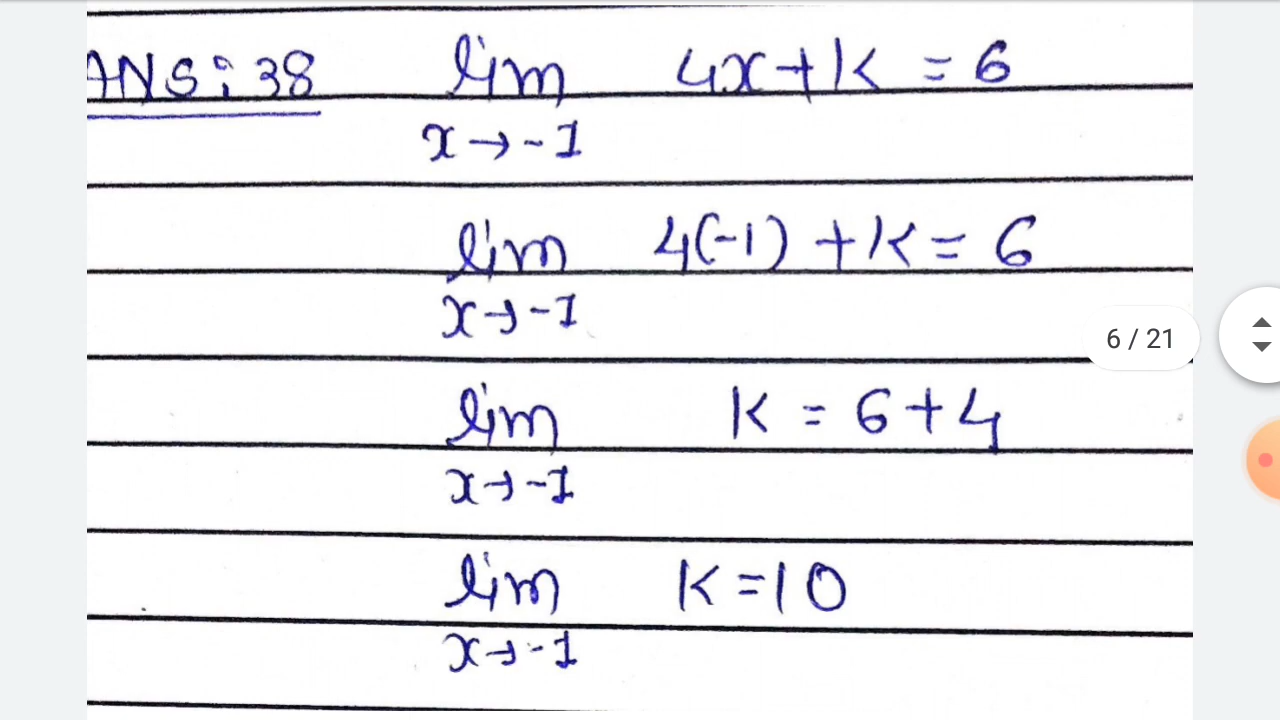 ANS: 38 lim 4x+k = 6
x→-1
lim 4(-1) +k = 6
x→-1
6 / 21
lim k = 6+4
x→-1
lim k =10
x→-1